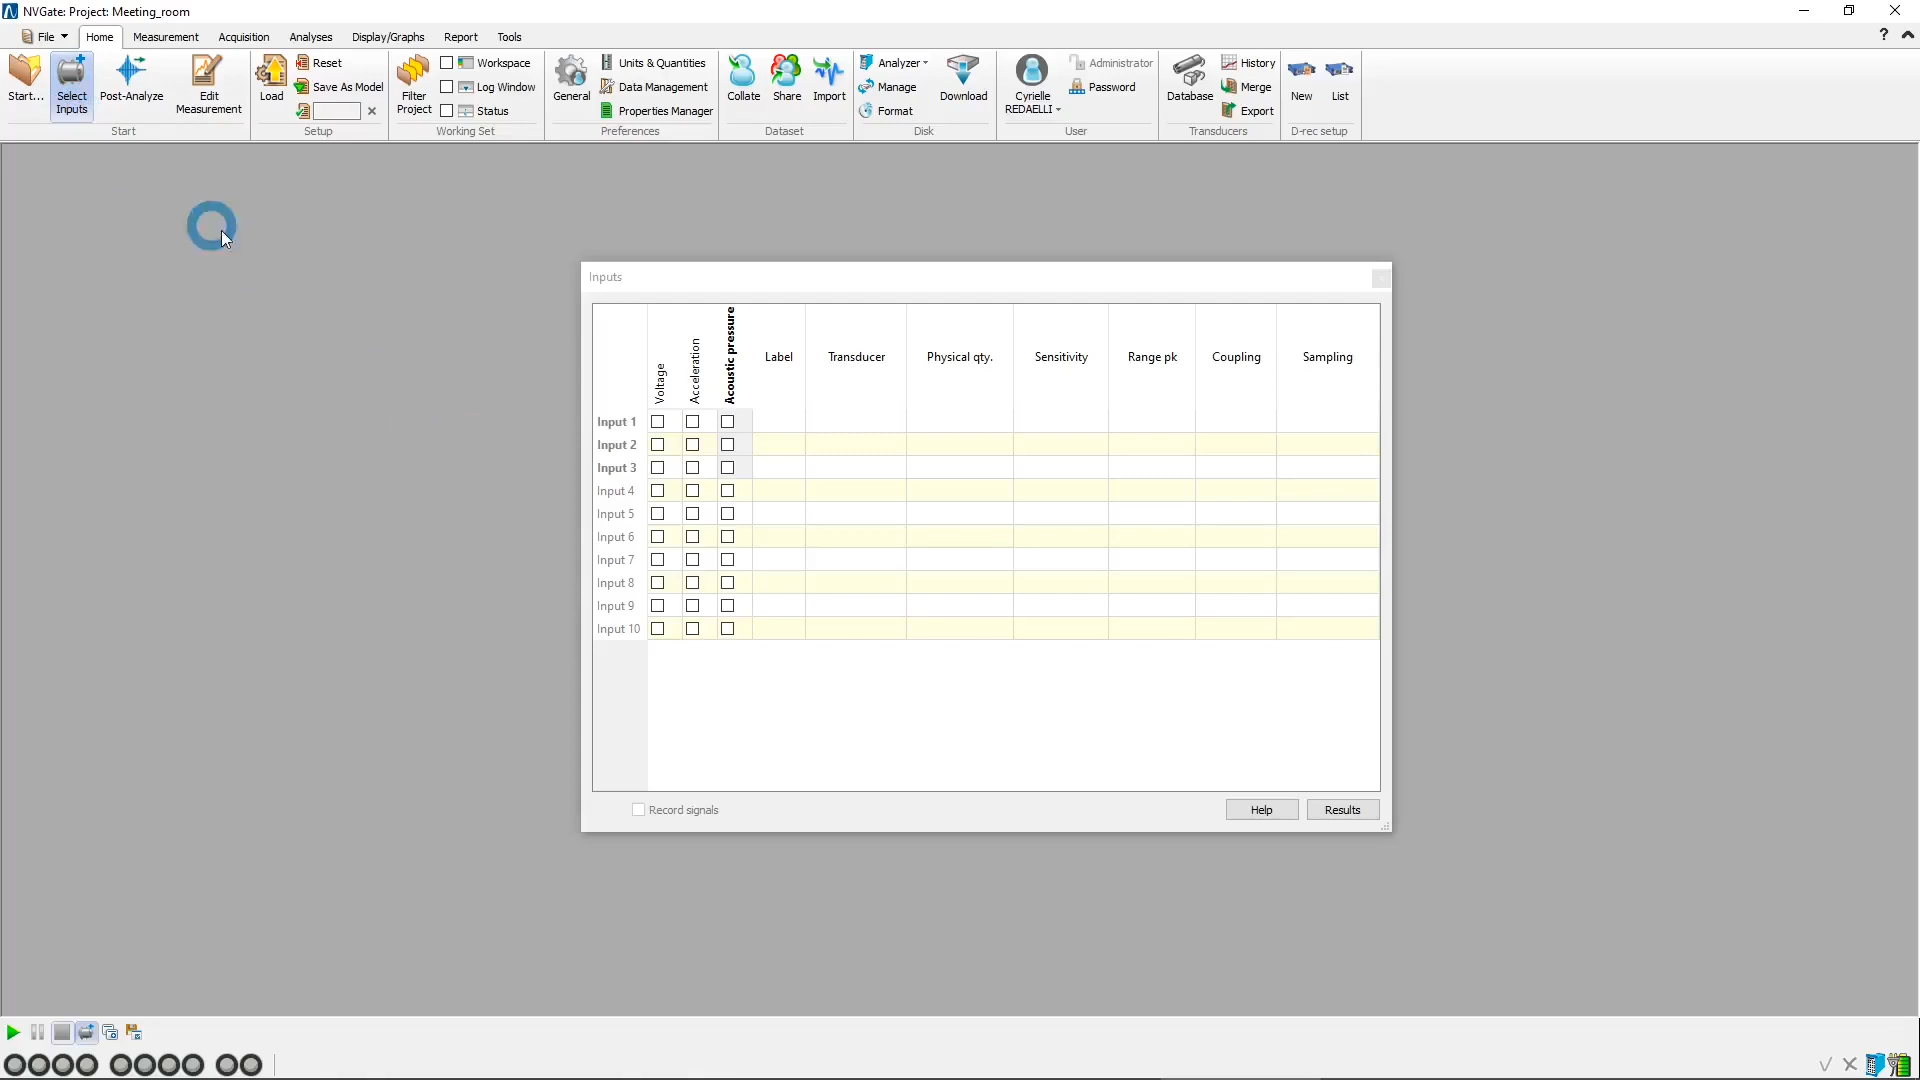 NVGate: Project: Meeting_room
File Home Measurement Acquisition Analyses Display/Graphs Report Tools ?
Start... Select Inputs Post-Analyze Edit Measurement
Start
Load Reset
Save As Model
Setup
Filter Project Workspace
Log Window
Status
Working Set
General Units & Quantities
Data Management
Properties Manager
Preferences
Collate Share Import
Dataset
Analyzer
Manage
Format
Download
Disk
Cyrielle REDAELLI
Administrator
Password
User
Database History
Merge
Export
Transducers
New List
D-rec setup
Inputs
Voltage Acceleration Acoustic pressure Label Transducer Physical qty. Sensitivity Range pk Coupling Sampling
Input 1
Input 2
Input 3
Input 4
Input 5
Input 6
Input 7
Input 8
Input 9
Input 10
Record signals Help Results